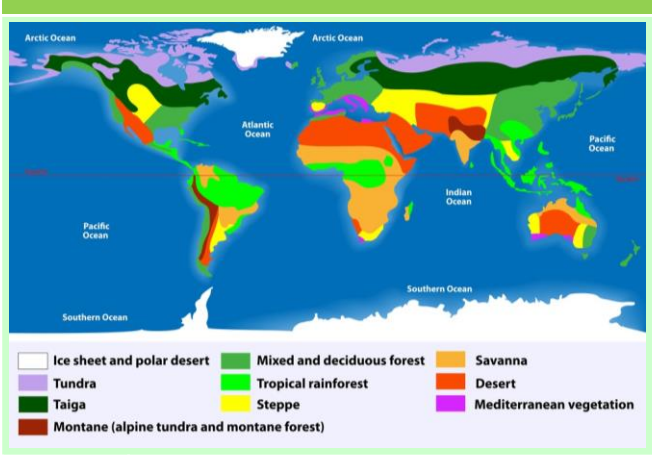 Arctic Ocean
Arctic Ocean
Atlantic
Ocean
Pacific
Ocean
Indian
Ocean
Pacific
Ocean
Southern Ocean
Southern Ocean
Ice sheet and polar desert
Mixed and deciduous forest
Savanna
Tundra
Tropical rainforest
Desert
Taiga
Steppe
Mediterranean vegetation
Montane (alpine tundra and montane forest)